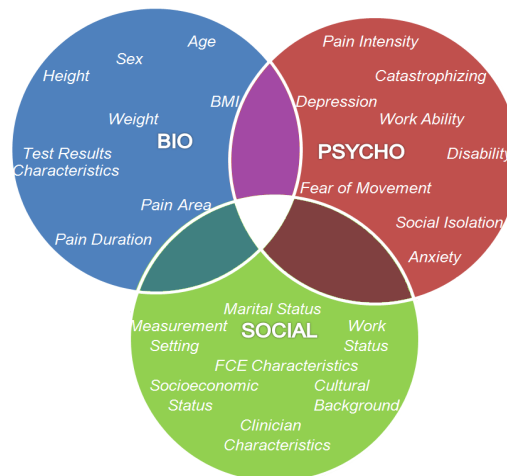 Age
Sex
Height
BMI
Weight
BIO
Test Results
Characteristics
Pain Area
Pain Duration
Pain Intensity
Catastrophizing
Depression
Work Ability
PSYCHO
Disability
Fear of Movement
Social Isolation
Anxiety
Marital Status
Measurement
Setting
SOCIAL
Work
Status
FCE Characteristics
Socioeconomic
Status
Cultural
Background
Clinician
Characteristics